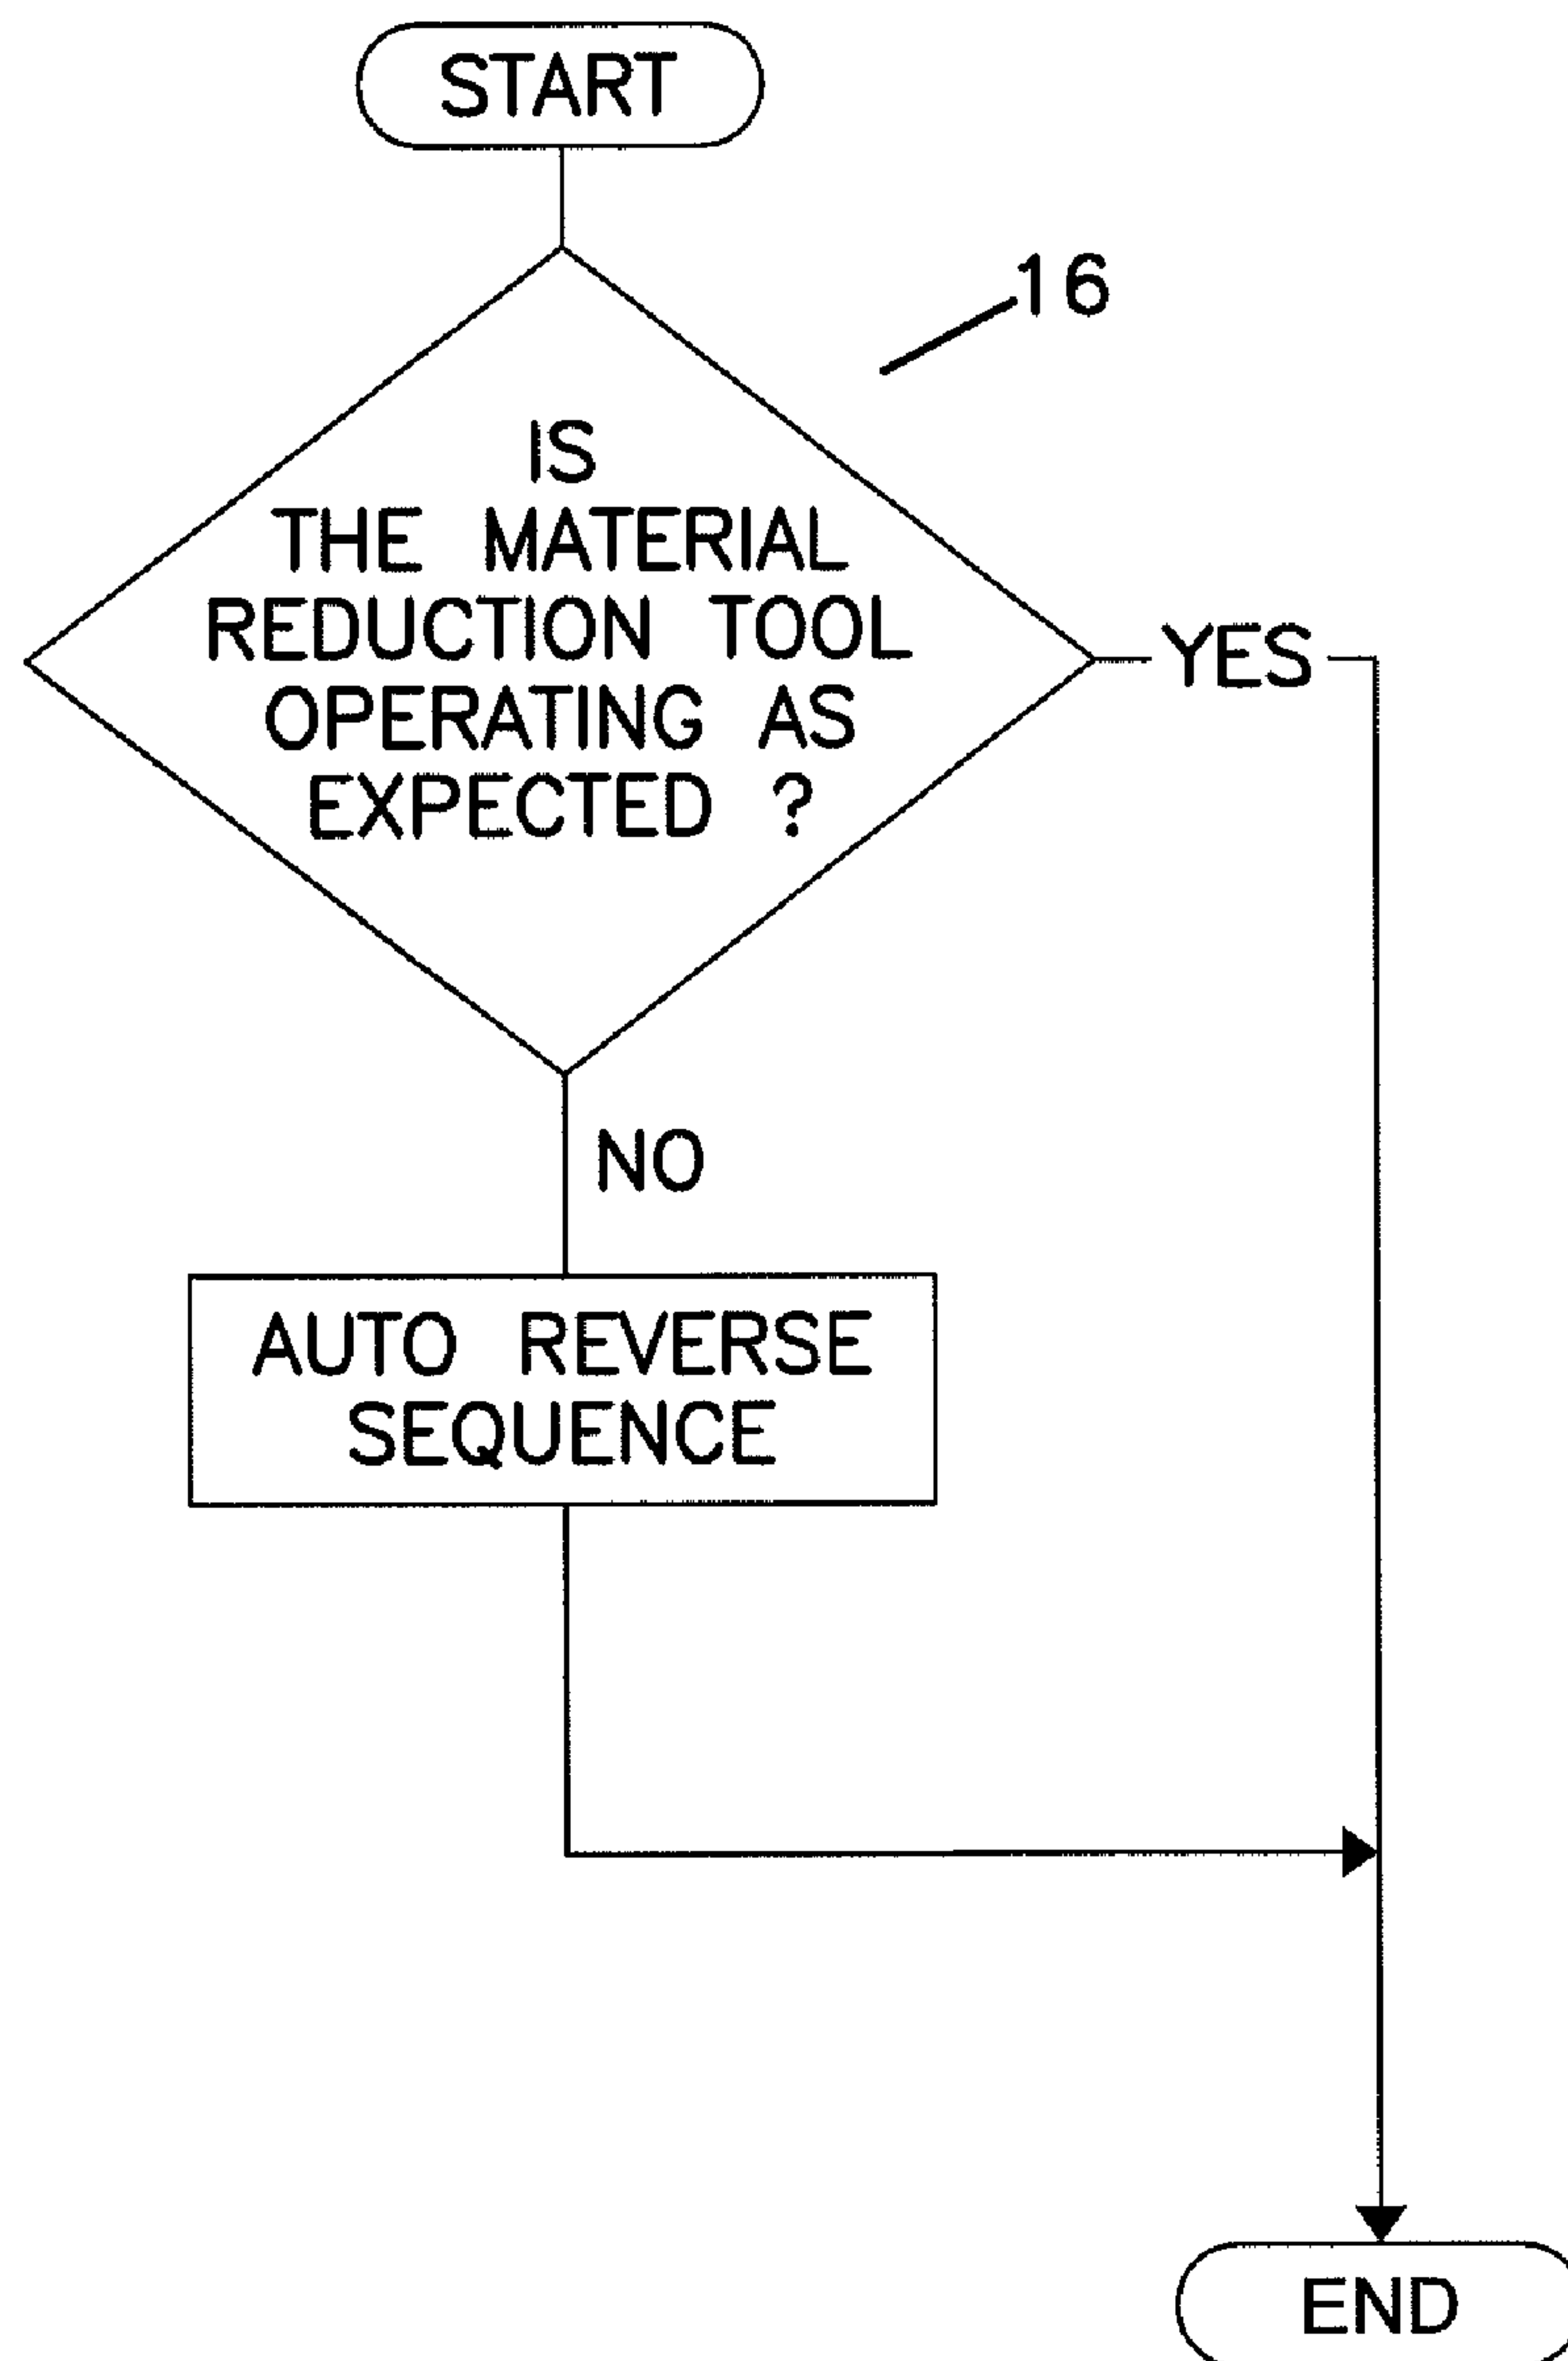 START
16
IS
THE MATERIAL
REDUCTION TOOL
OPERATING AS
EXPECTED ?
YES
NO
AUTO REVERSE
SEQUENCE
END